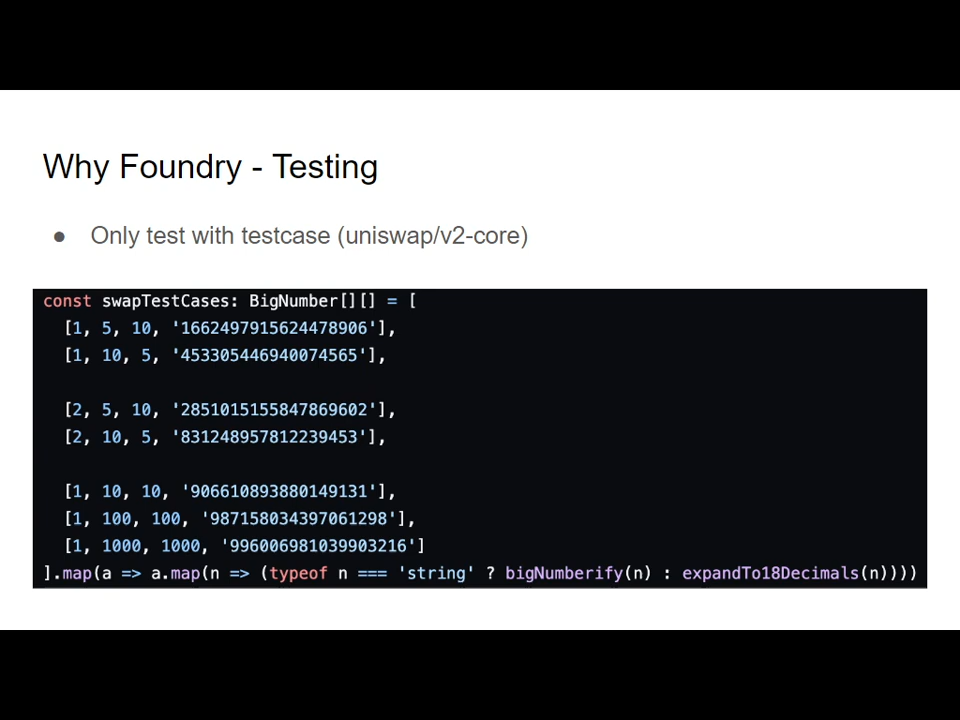 Why Foundry - Testing
● Only test with testcase (uniswap/v2-core)
const swapTestCases: BigNumber[][] = [
[1, 5, 10, '1662497915624478906'],
[1, 10, 5, '453305446940074565'],
[2, 5, 10, '2851015155847869602'],
[2, 10, 5, '831248957812239453'],
[1, 10, 10, '906610893880149131'],
[1, 100, 100, '987158034397061298'],
[1, 1000, 1000, '996006981039903216']
].map(a => a.map(n => (typeof n === 'string' ? bigNumberify(n) : expandTo18Decimals(n))))